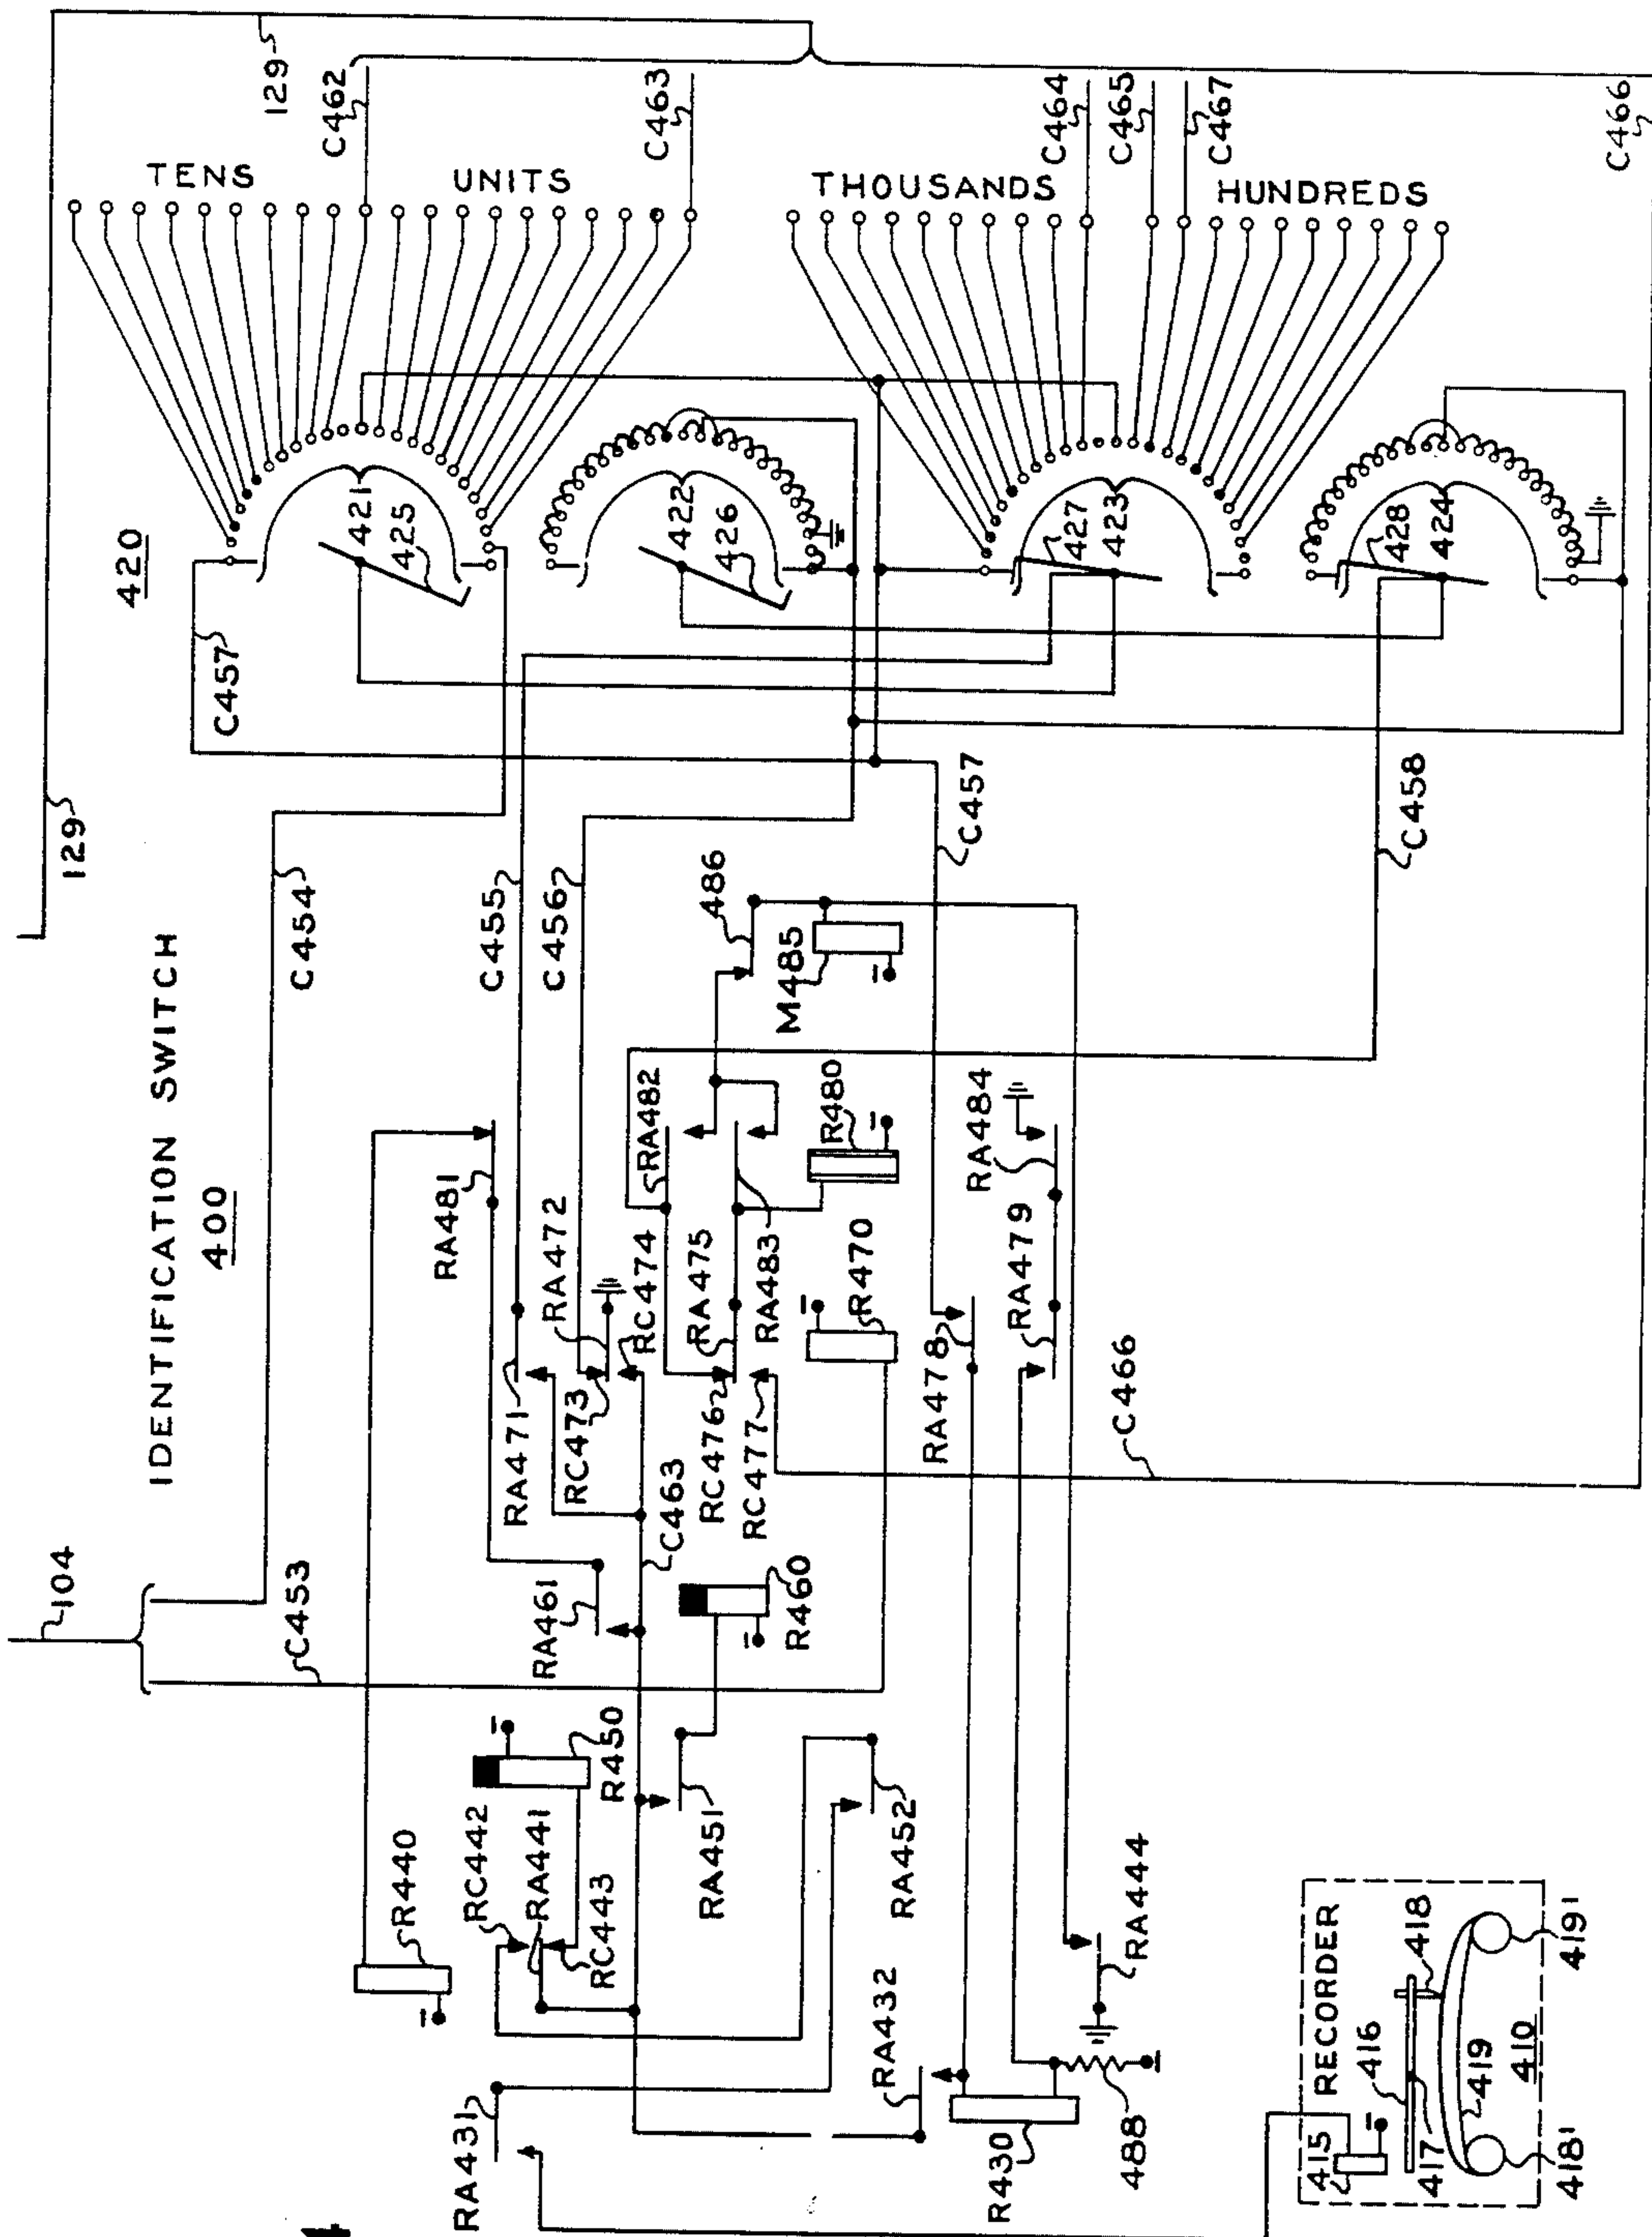 129
129
TENS
UNITS
THOUSANDS
HUNDREDS
C462
C463
C464
C465
C467
C466
420
421
425
422
426
427
423
428
424
C457
C454
C455
C456
C457
C458
IDENTIFICATION SWITCH
400
486
M485
RA481
RA482
R480
RA484
RA472
RC474
RA475
RA483
R470
RA479
RA471
RC473
RC476
RC477
RA478
C466
104
C453
RA461
C463
R460
R440
RC442
RA441
RC443
R450
RA451
RA452
RA444
RA431
RA432
R430
488
4
RECORDER
415
416
417
418
419
410
4181
4191